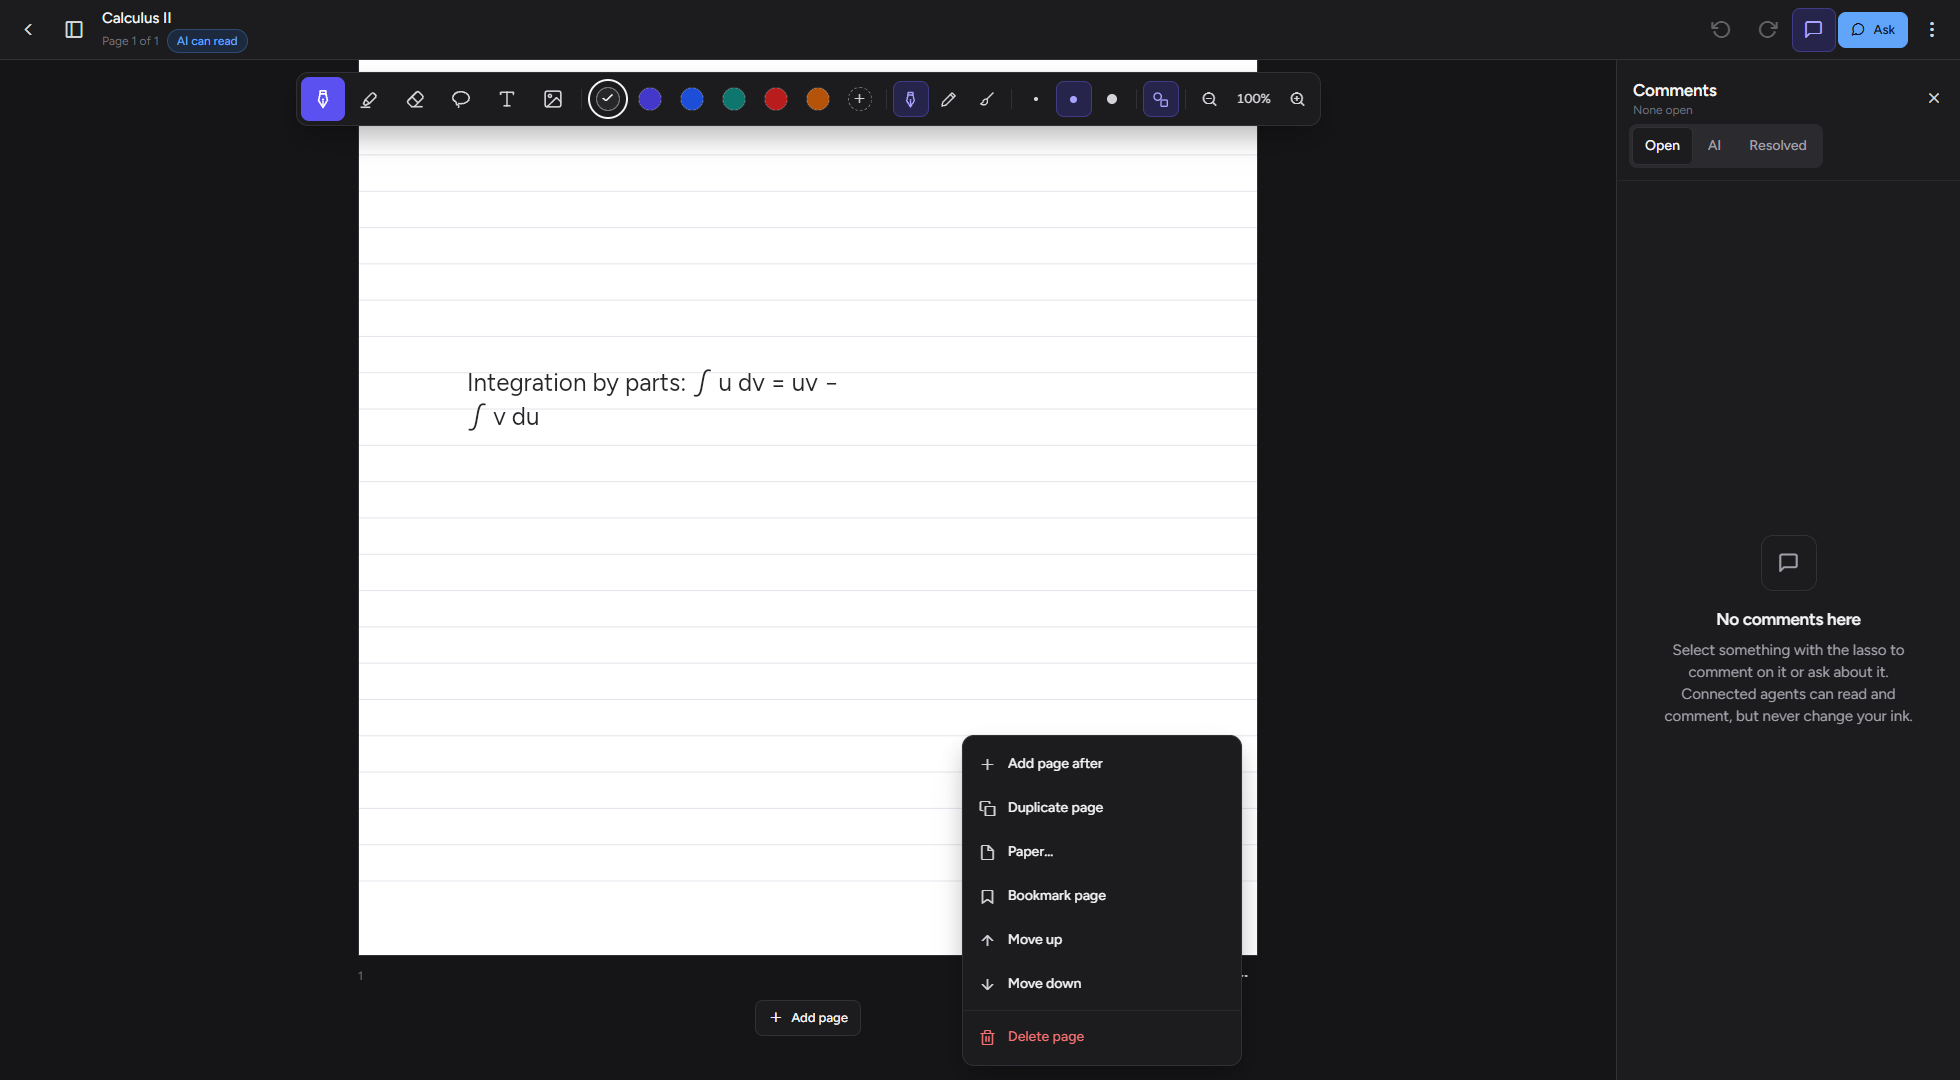 Calculus II
Page 1 of 1 AI can read
Ask
100%
Comments
None open
Open AI Resolved
Integration by parts: ∫ u dv = uv −
∫ v du
No comments here
Select something with the lasso to
comment on it or ask about it.
Connected agents can read and
comment, but never change your ink.
Add page after
Duplicate page
Paper...
Bookmark page
Move up
Move down
Delete page
1
Add page